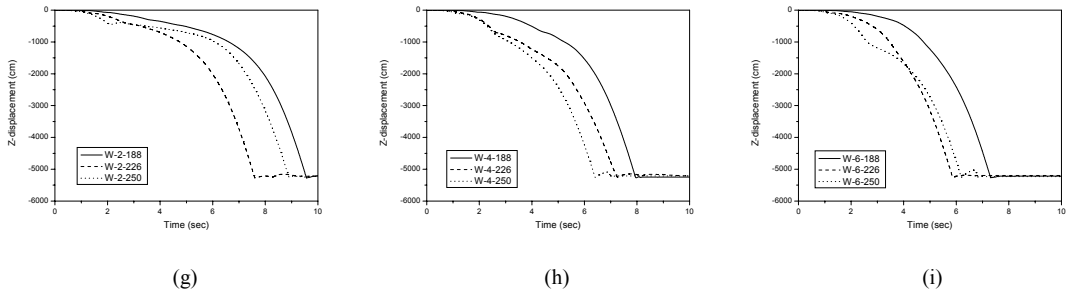 0
-1000
-2000
-3000
-4000
-5000
-6000
Z-displacement (cm)
W-2-188
W-2-226
W-2-250
0 2 4 6 8 10
Time (sec)
(g)
0
-1000
-2000
-3000
-4000
-5000
-6000
Z-displacement (cm)
W-4-188
W-4-226
W-4-250
0 2 4 6 8 10
Time (sec)
(h)
0
-1000
-2000
-3000
-4000
-5000
-6000
Z-displacement (cm)
W-6-188
W-6-226
W-6-250
0 2 4 6 8 10
Time (sec)
(i)